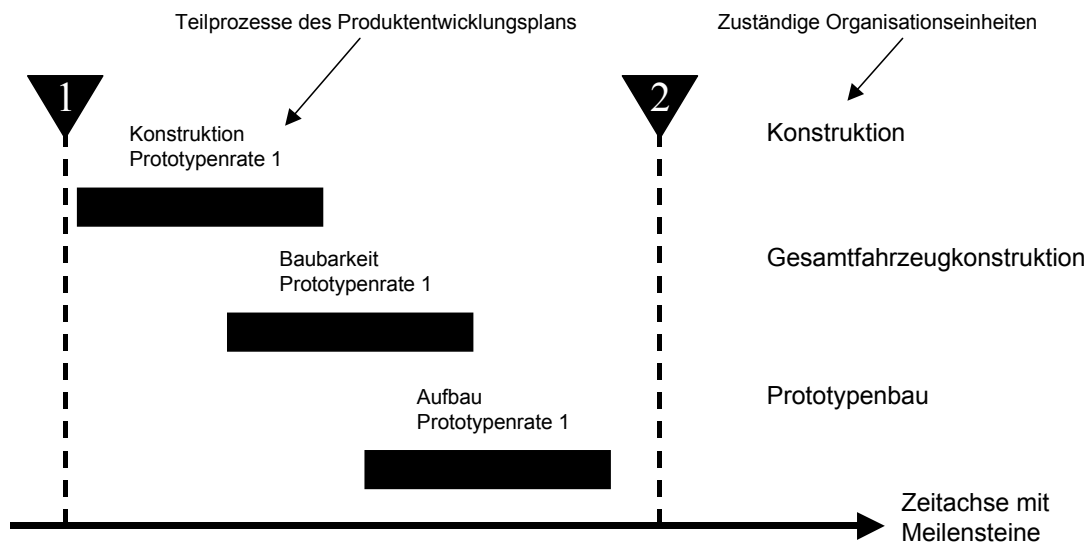 Teilprozesse des Produktentwicklungsplans
Zuständige Organisationseinheiten
1
2
Konstruktion
Prototypenrate 1
Konstruktion
Baubarkeit
Prototypenrate 1
Gesamtfahrzeugkonstruktion
Aufbau
Prototypenrate 1
Prototypenbau
Zeitachse mit
Meilensteine